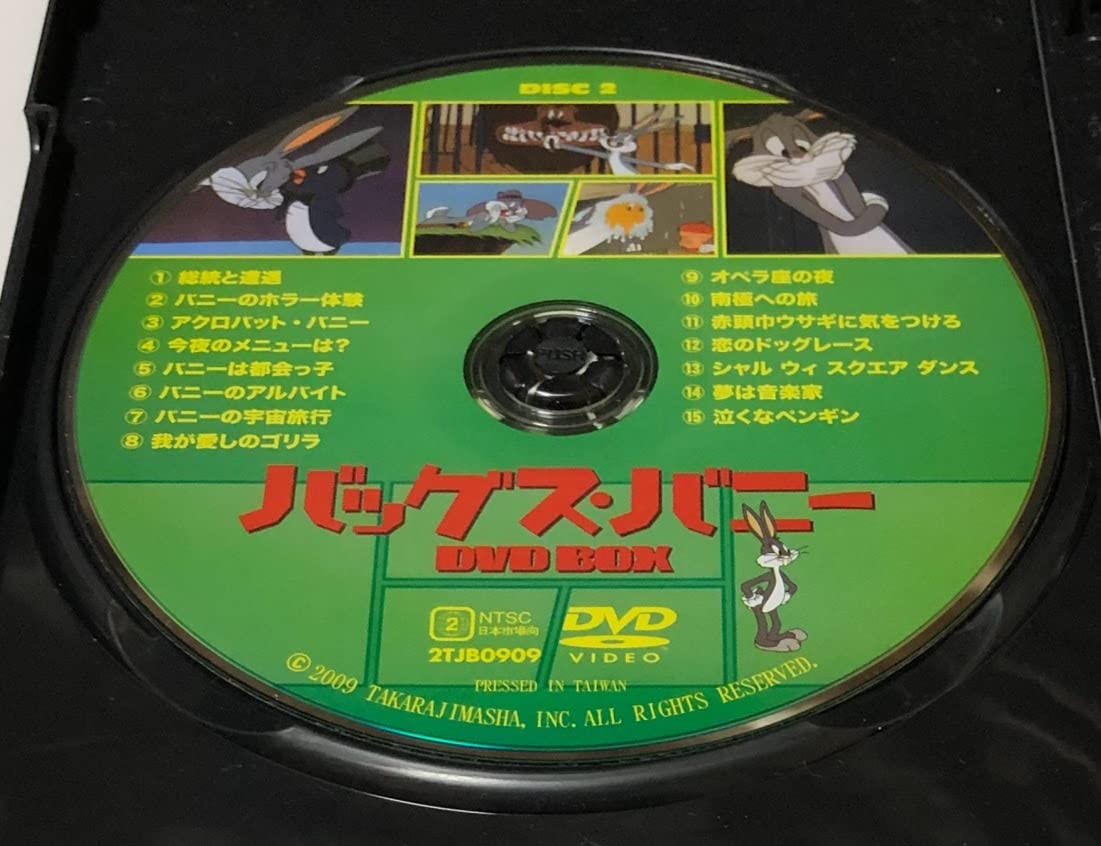 DISC 2
① 総統と遭遇
② バニーのホラー体験
③ アクロバット・バニー
④ 今夜のメニューは?
⑤ バニーは都会っ子
⑥ バニーのアルバイト
⑦ バニーの宇宙旅行
⑧ 我が愛しのゴリラ
⑨ オペラ座の夜
⑩ 南極への旅
⑪ 赤頭巾ウサギに気をつけろ
⑫ 恋のドッグレース
⑬ シャル ウィ スクエア ダンス
⑭ 夢は音楽家
⑮ 泣くなペンギン
PUSH
バッグス・バニー
DVD BOX
2 NTSC
日本市場向
2TJB0909
DVD
VIDEO
PRESSED IN TAIWAN
© 2009 TAKARAJIMASHA, INC. ALL RIGHTS RESERVED.